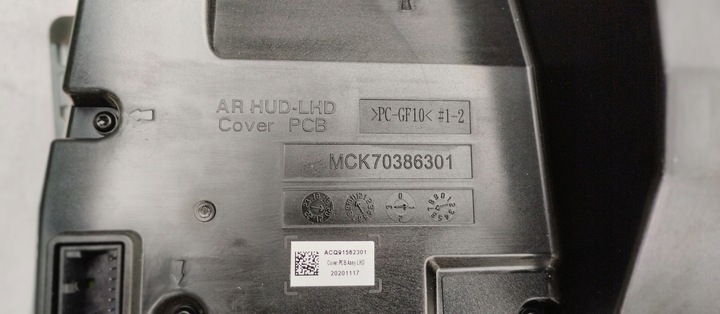 AR HUD-LHD
Cover PCB
>PC-GF10< #1-2
MCK70386301
ACQ91562301
Cover PCB Assy LHD
20201117